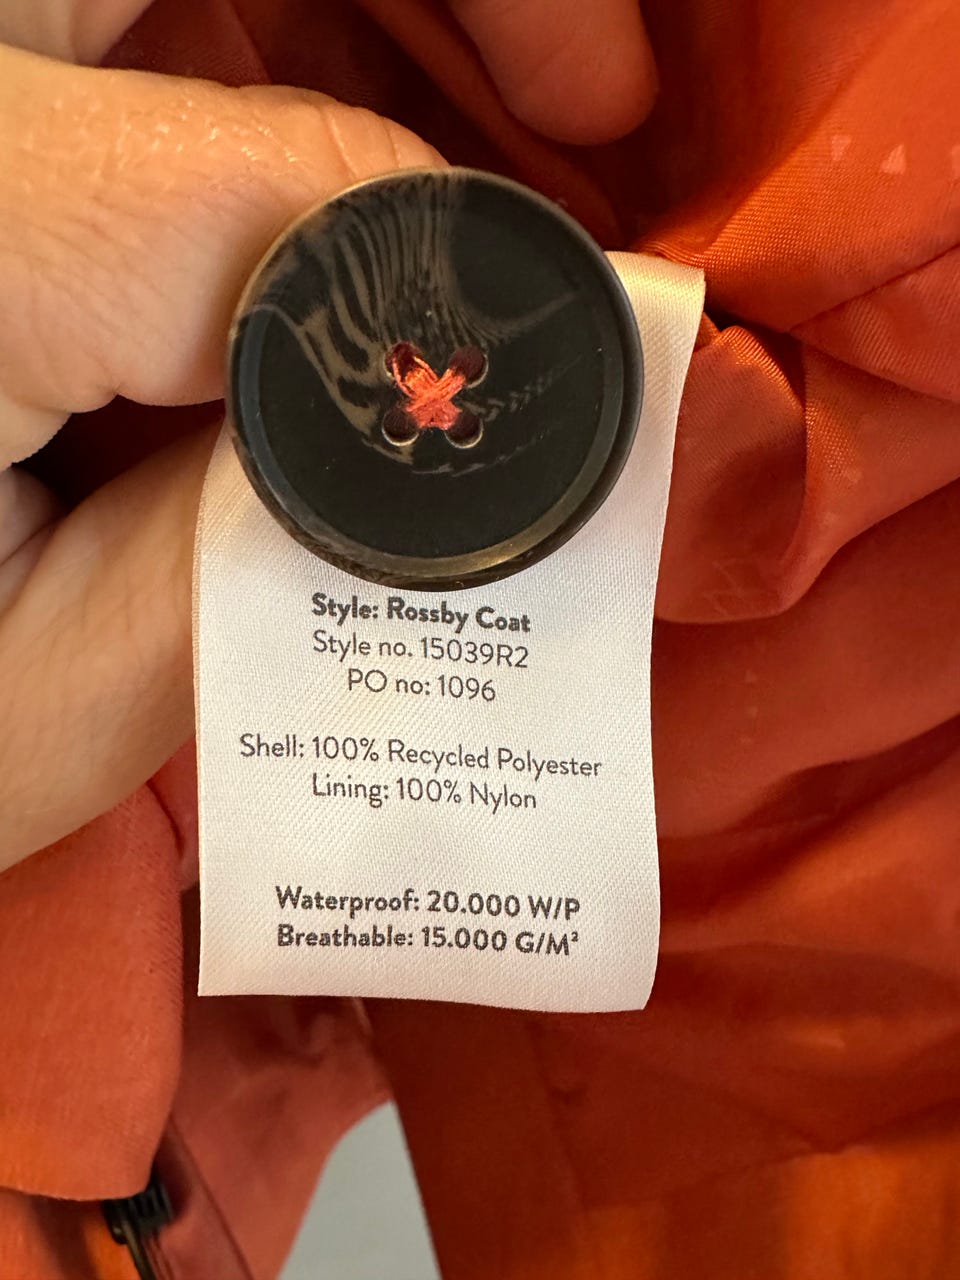 Style: Rossby Coat
Style no. 15039R2
PO no: 1096
Shell: 100% Recycled Polyester
Lining: 100% Nylon
Waterproof: 20.000 W/P
Breathable: 15.000 G/M²